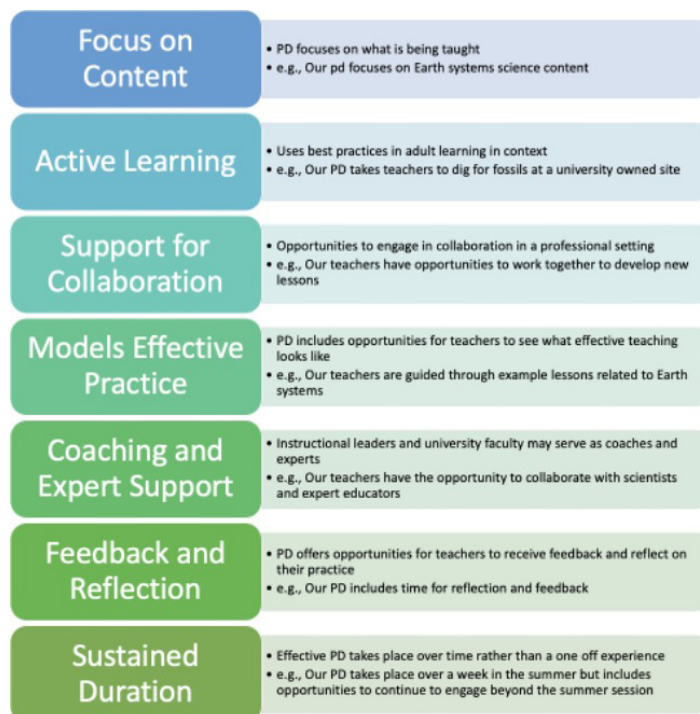 Focus on
Content
• PD focuses on what is being taught
• e.g., Our pd focuses on Earth systems science content
Active Learning
• Uses best practices in adult learning in context
• e.g., Our PD takes teachers to dig for fossils at a university owned site
Support for
Collaboration
• Opportunities to engage in collaboration in a professional setting
• e.g., Our teachers have opportunities to work together to develop new
lessons
Models Effective
Practice
• PD includes opportunities for teachers to see what effective teaching
looks like
• e.g., Our teachers are guided through example lessons related to Earth
systems
Coaching and
Expert Support
• Instructional leaders and university faculty may serve as coaches and
experts
• e.g., Our teachers have the opportunity to collaborate with scientists
and expert educators
Feedback and
Reflection
• PD offers opportunities for teachers to receive feedback and reflect on
their practice
• e.g., Our PD includes time for reflection and feedback
Sustained
Duration
• Effective PD takes place over time rather than a one off experience
• e.g., Our PD takes place over a week in the summer but includes
opportunities to continue to engage beyond the summer session